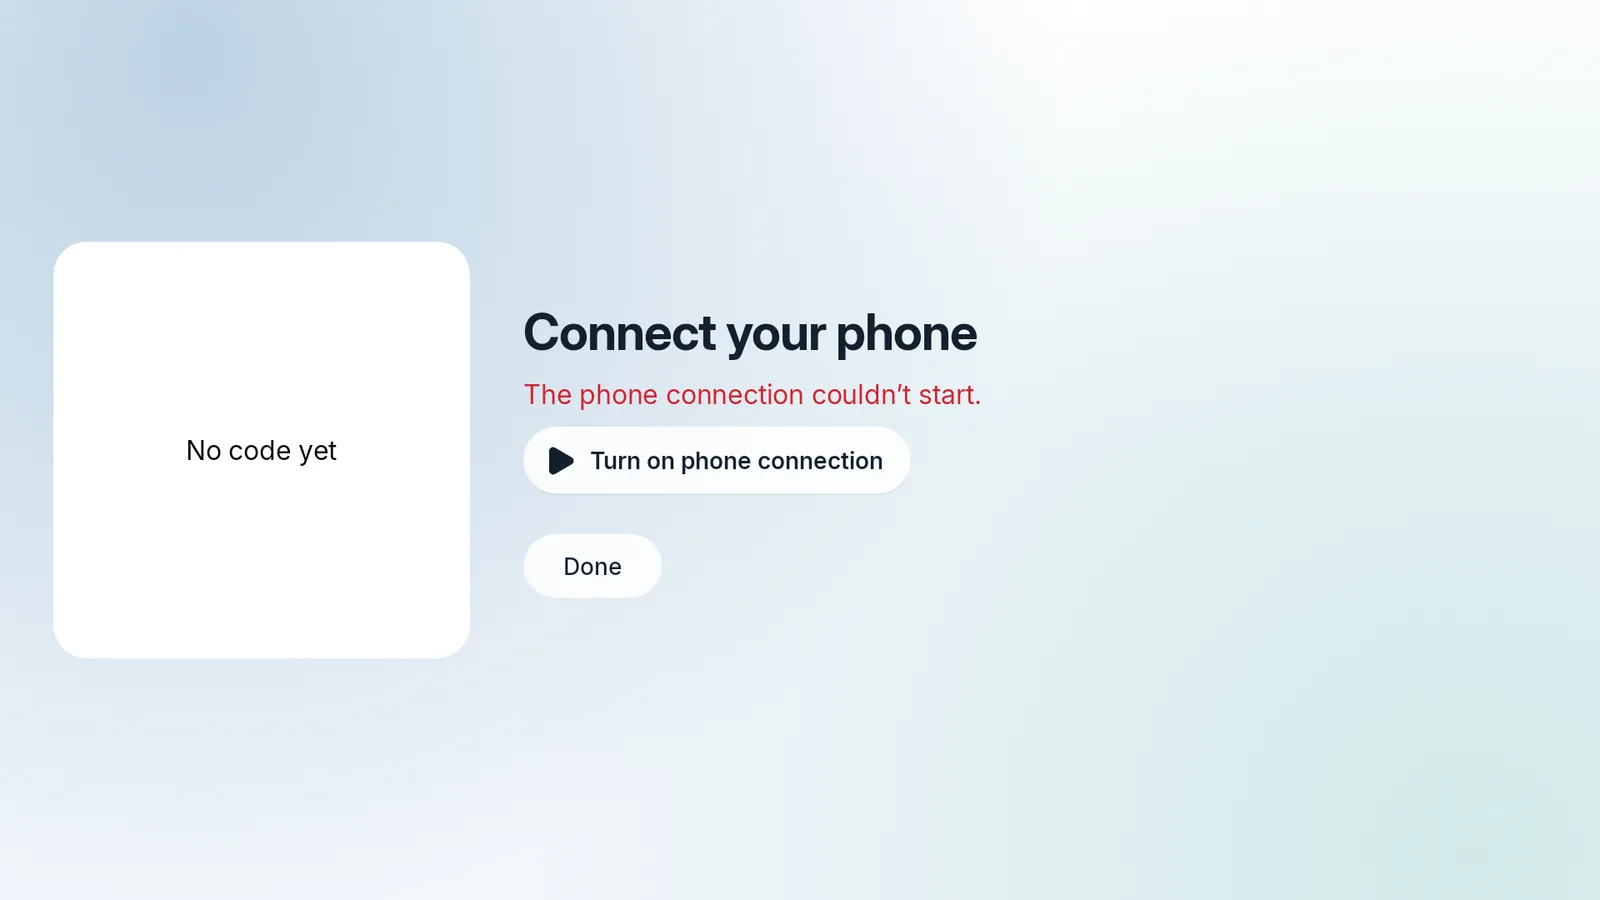 No code yet
Connect your phone
The phone connection couldn’t start.
Turn on phone connection
Done